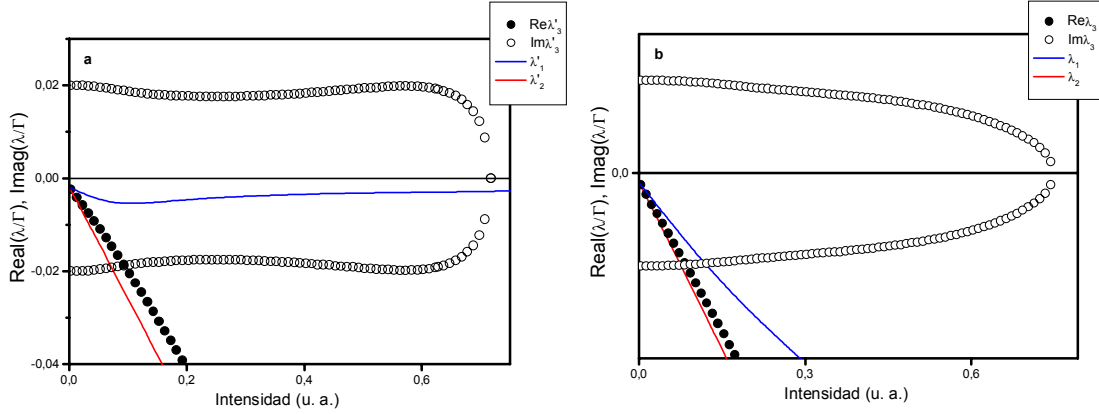 a
Reλ'₃
Imλ'₃
λ'₁
λ'₂
Real(λ/Γ), Imag(λ/Γ)
0,02
0,00
-0,02
-0,04
0,0 0,2 0,4 0,6
Intensidad (u. a.)
b
Reλ₃
Imλ₃
λ₁
λ₂
Real(λ/Γ), Imag(λ/Γ)
0,0
0,0 0,3 0,6
Intensidad (u. a.)